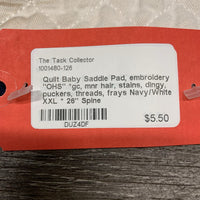 The Tack Collector
1001480-126
Quilt Baby Saddle Pad, embroidery
"OHS" *gc, mnr hair, stains, dingy,
puckers, threads, frays Navy/White
XXL * 26" Spine
$5.50
DUZ4DF